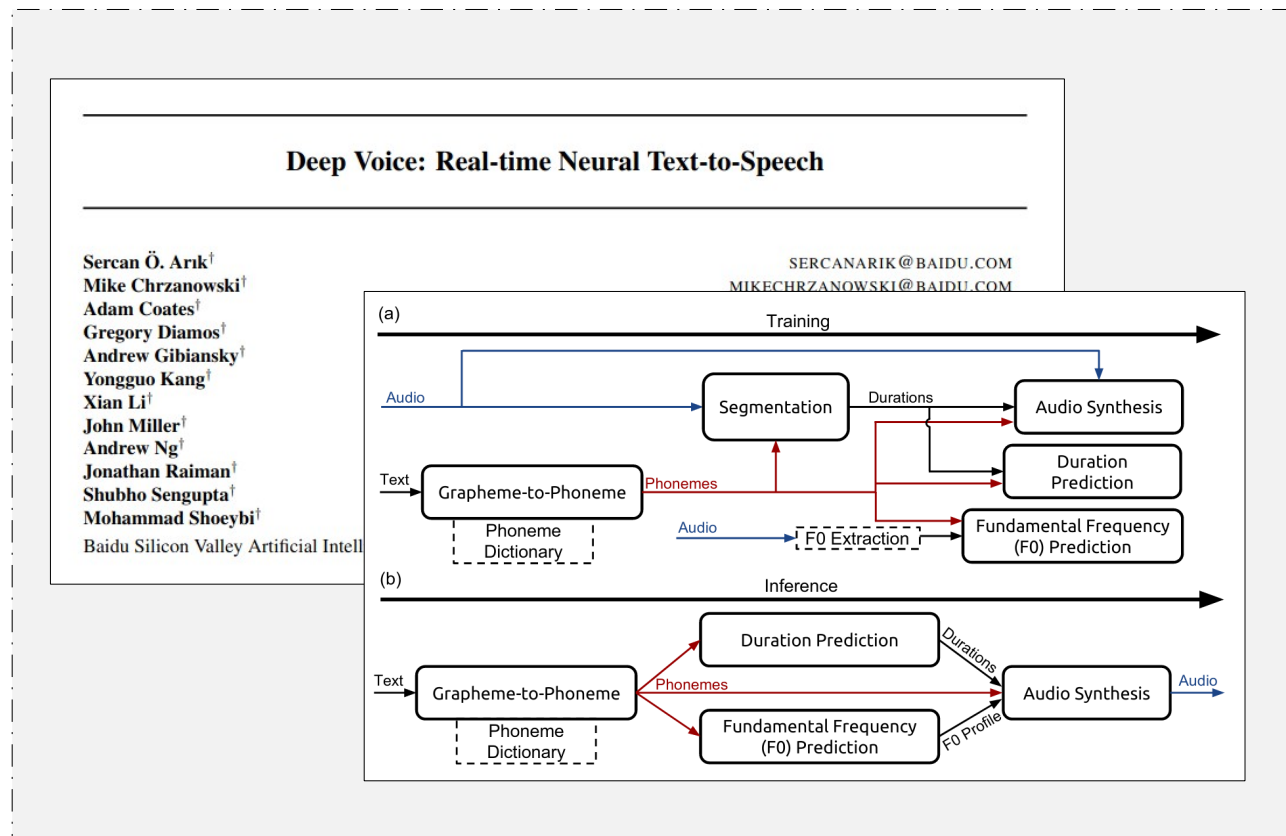 Deep Voice: Real-time Neural Text-to-Speech
Sercan Ö. Arık†
SERCANARIK@BAIDU.COM
Mike Chrzanowski†
MIKECHRZANOWSKI@BAIDU.COM
Adam Coates†
Gregory Diamos†
Andrew Gibiansky†
Yongguo Kang†
Xian Li†
John Miller†
Andrew Ng†
Jonathan Raiman†
Shubho Sengupta†
Mohammad Shoeybi†
Baidu Silicon Valley Artificial Intell
(a)
Training
Audio
Segmentation
Durations
Audio Synthesis
Text
Grapheme-to-Phoneme
Phonemes
Duration
Prediction
Phoneme
Dictionary
Audio
F0 Extraction
Fundamental Frequency
(F0) Prediction
(b)
Inference
Duration Prediction
Durations
Text
Grapheme-to-Phoneme
Phonemes
Audio Synthesis
Audio
Phoneme
Dictionary
Fundamental Frequency
(F0) Prediction
F0 Profile